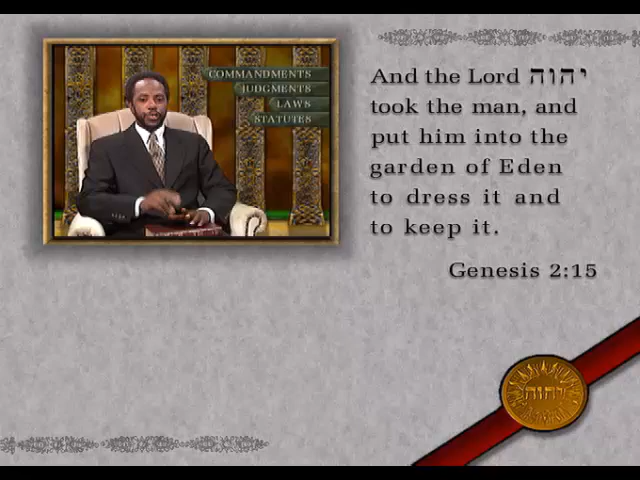 COMMANDMENTS
JUDGMENTS
LAWS
STATUTES
And the Lord יהוה
took the man, and
put him into the
garden of Eden
to dress it and
to keep it.
Genesis 2:15
יהוה